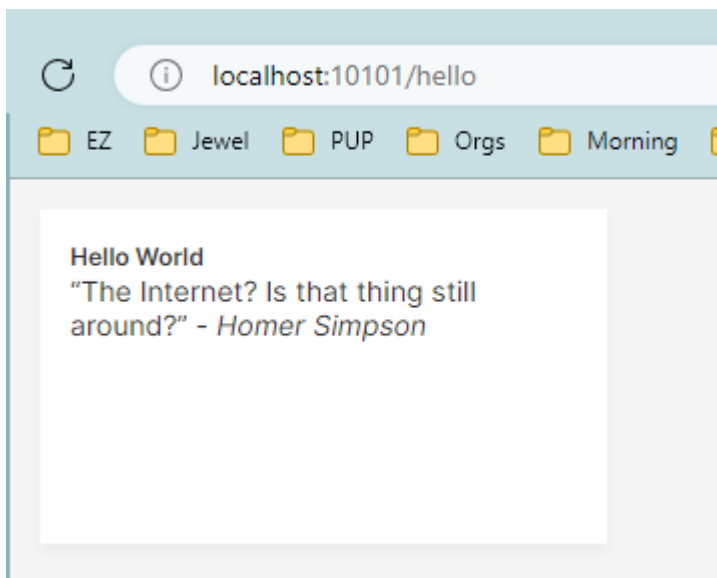 localhost:10101/hello
EZ Jewel PUP Orgs Morning
Hello World
“The Internet? Is that thing still
around?” - Homer Simpson